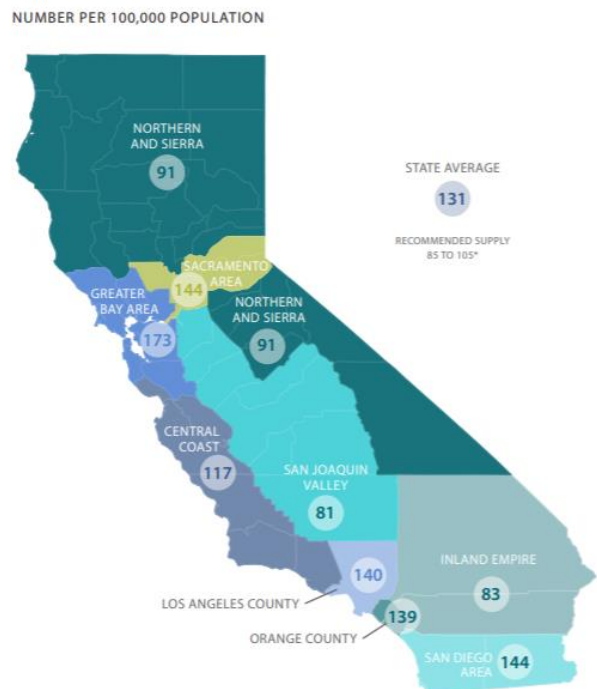 NUMBER PER 100,000 POPULATION
NORTHERN
AND SIERRA
91
STATE AVERAGE
131
RECOMMENDED SUPPLY
85 TO 105*
SACRAMENTO
AREA
144
GREATER
BAY AREA
173
NORTHERN
AND SIERRA
91
CENTRAL
COAST
117
SAN JOAQUIN
VALLEY
81
140
LOS ANGELES COUNTY
INLAND EMPIRE
83
139
ORANGE COUNTY
SAN DIEGO
AREA
144